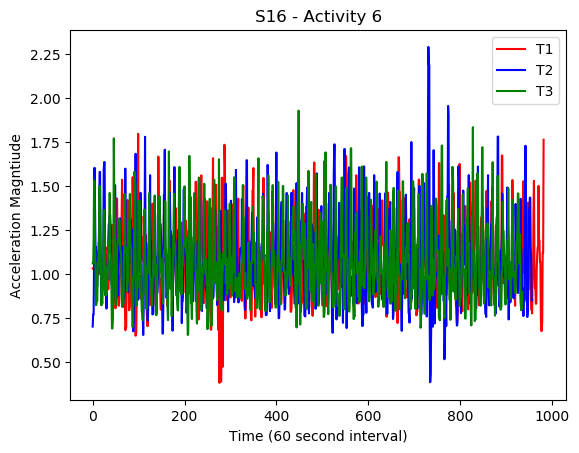 S16 - Activity 6
Acceleration Magntiude
2.25
2.00
1.75
1.50
1.25
1.00
0.75
0.50
T1
T2
T3
0 200 400 600 800 1000
Time (60 second interval)